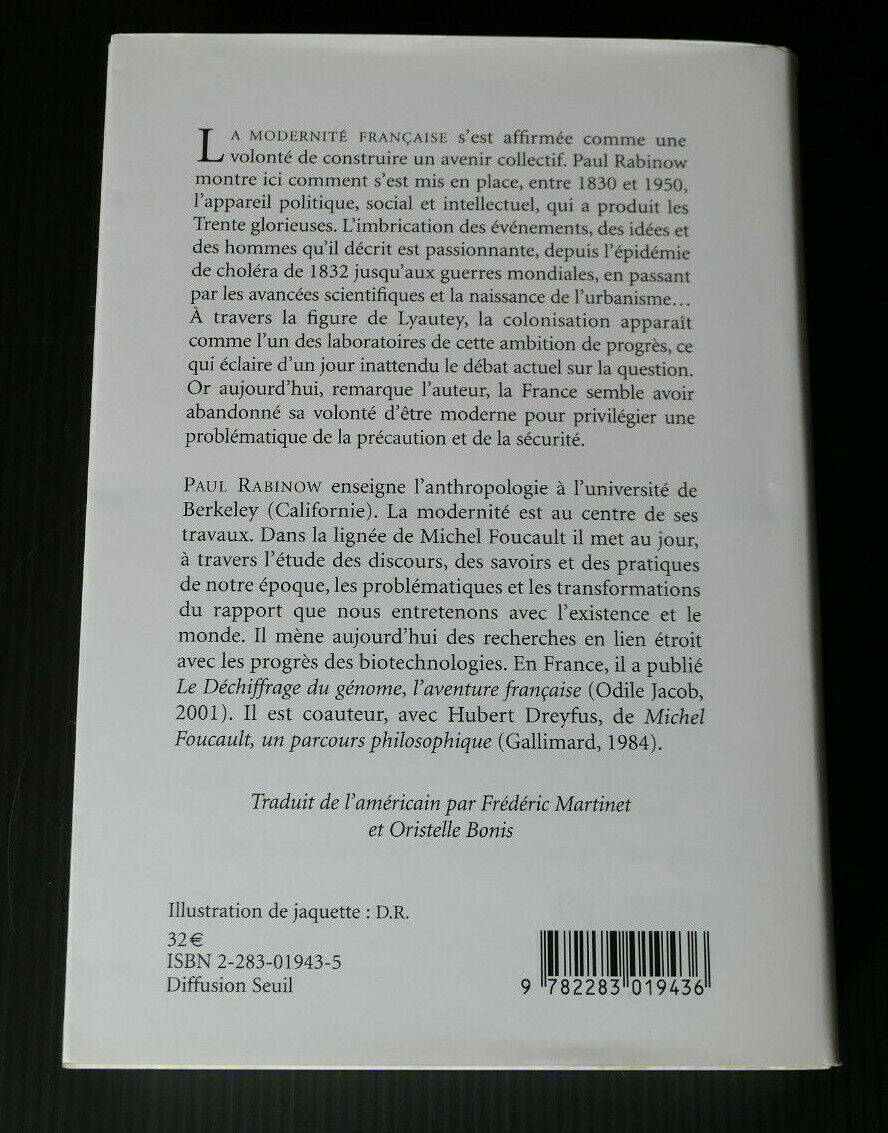 LA MODERNITÉ FRANÇAISE s'est affirmée comme une
volonté de construire un avenir collectif. Paul Rabinow
montre ici comment s'est mis en place, entre 1830 et 1950,
l'appareil politique, social et intellectuel, qui a produit les
Trente glorieuses. L'imbrication des événements, des idées et
des hommes qu'il décrit est passionnante, depuis l'épidémie
de choléra de 1832 jusqu'aux guerres mondiales, en passant
par les avancées scientifiques et la naissance de l'urbanisme...
À travers la figure de Lyautey, la colonisation apparaît
comme l'un des laboratoires de cette ambition de progrès, ce
qui éclaire d'un jour inattendu le débat actuel sur la question.
Or aujourd'hui, remarque l'auteur, la France semble avoir
abandonné sa volonté d'être moderne pour privilégier une
problématique de la précaution et de la sécurité.
PAUL RABINOW enseigne l'anthropologie à l'université de
Berkeley (Californie). La modernité est au centre de ses
travaux. Dans la lignée de Michel Foucault il met au jour,
à travers l'étude des discours, des savoirs et des pratiques
de notre époque, les problématiques et les transformations
du rapport que nous entretenons avec l'existence et le
monde. Il mène aujourd'hui des recherches en lien étroit
avec les progrès des biotechnologies. En France, il a publié
Le Déchiffrage du génome, l'aventure française (Odile Jacob,
2001). Il est coauteur, avec Hubert Dreyfus, de Michel
Foucault, un parcours philosophique (Gallimard, 1984).
Traduit de l'américain par Frédéric Martinet
et Oristelle Bonis
Illustration de jaquette : D.R.
32€
ISBN 2-283-01943-5
Diffusion Seuil
9 782283 019436